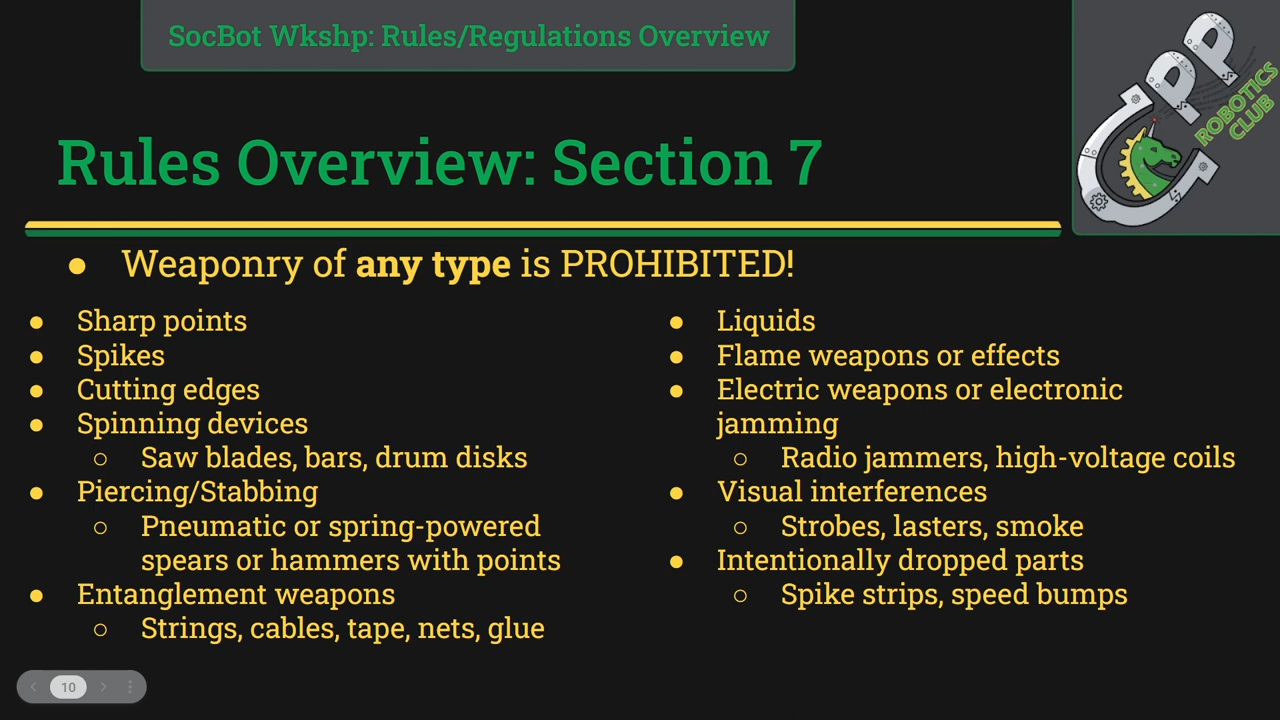 SocBot Wkshp: Rules/Regulations Overview
CPP
ROBOTICS
CLUB
Rules Overview: Section 7
● Weaponry of any type is PROHIBITED!
● Sharp points
● Spikes
● Cutting edges
● Spinning devices
○ Saw blades, bars, drum disks
● Piercing/Stabbing
○ Pneumatic or spring-powered
spears or hammers with points
● Entanglement weapons
○ Strings, cables, tape, nets, glue
● Liquids
● Flame weapons or effects
● Electric weapons or electronic
jamming
○ Radio jammers, high-voltage coils
● Visual interferences
○ Strobes, lasters, smoke
● Intentionally dropped parts
○ Spike strips, speed bumps
10